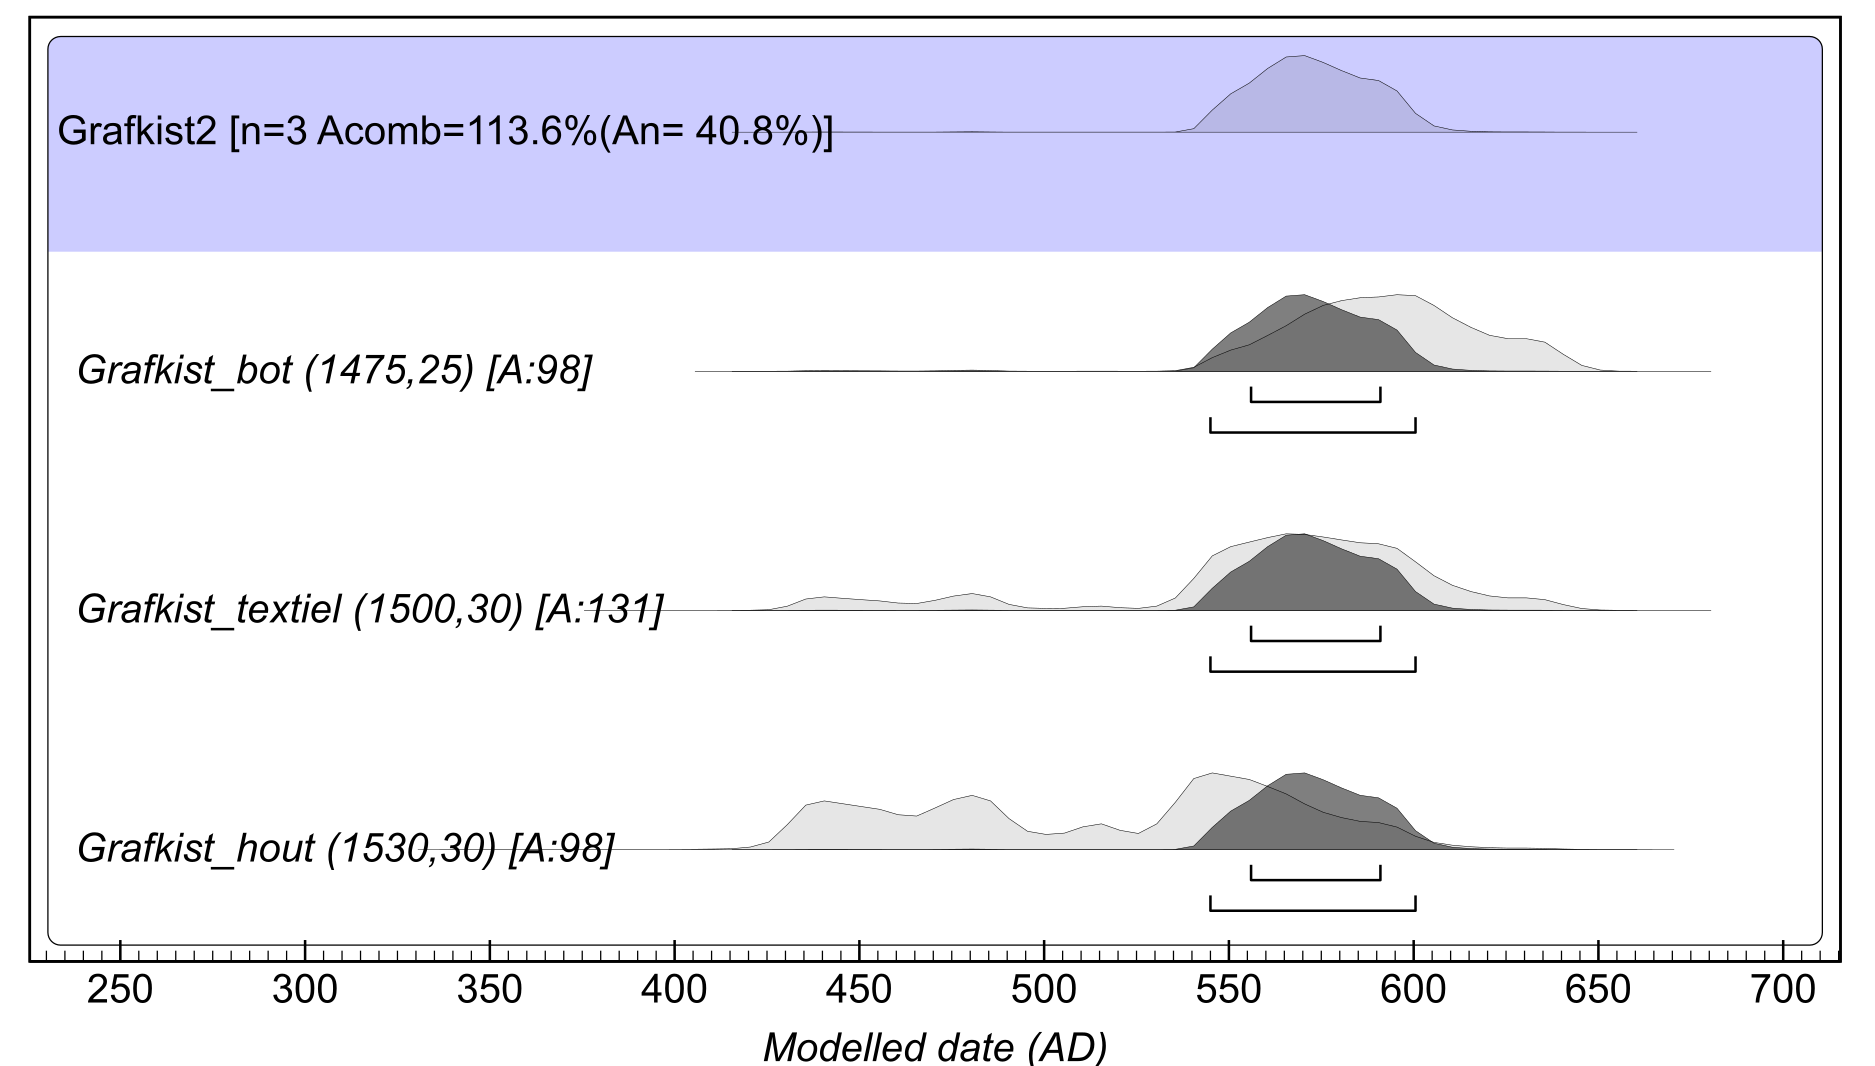 Grafkist2 [n=3 Acomb=113.6%(An= 40.8%)]
Grafkist_bot (1475,25) [A:98]
Grafkist_textiel (1500,30) [A:131]
Grafkist_hout (1530,30) [A:98]
250 300 350 400 450 500 550 600 650 700
Modelled date (AD)